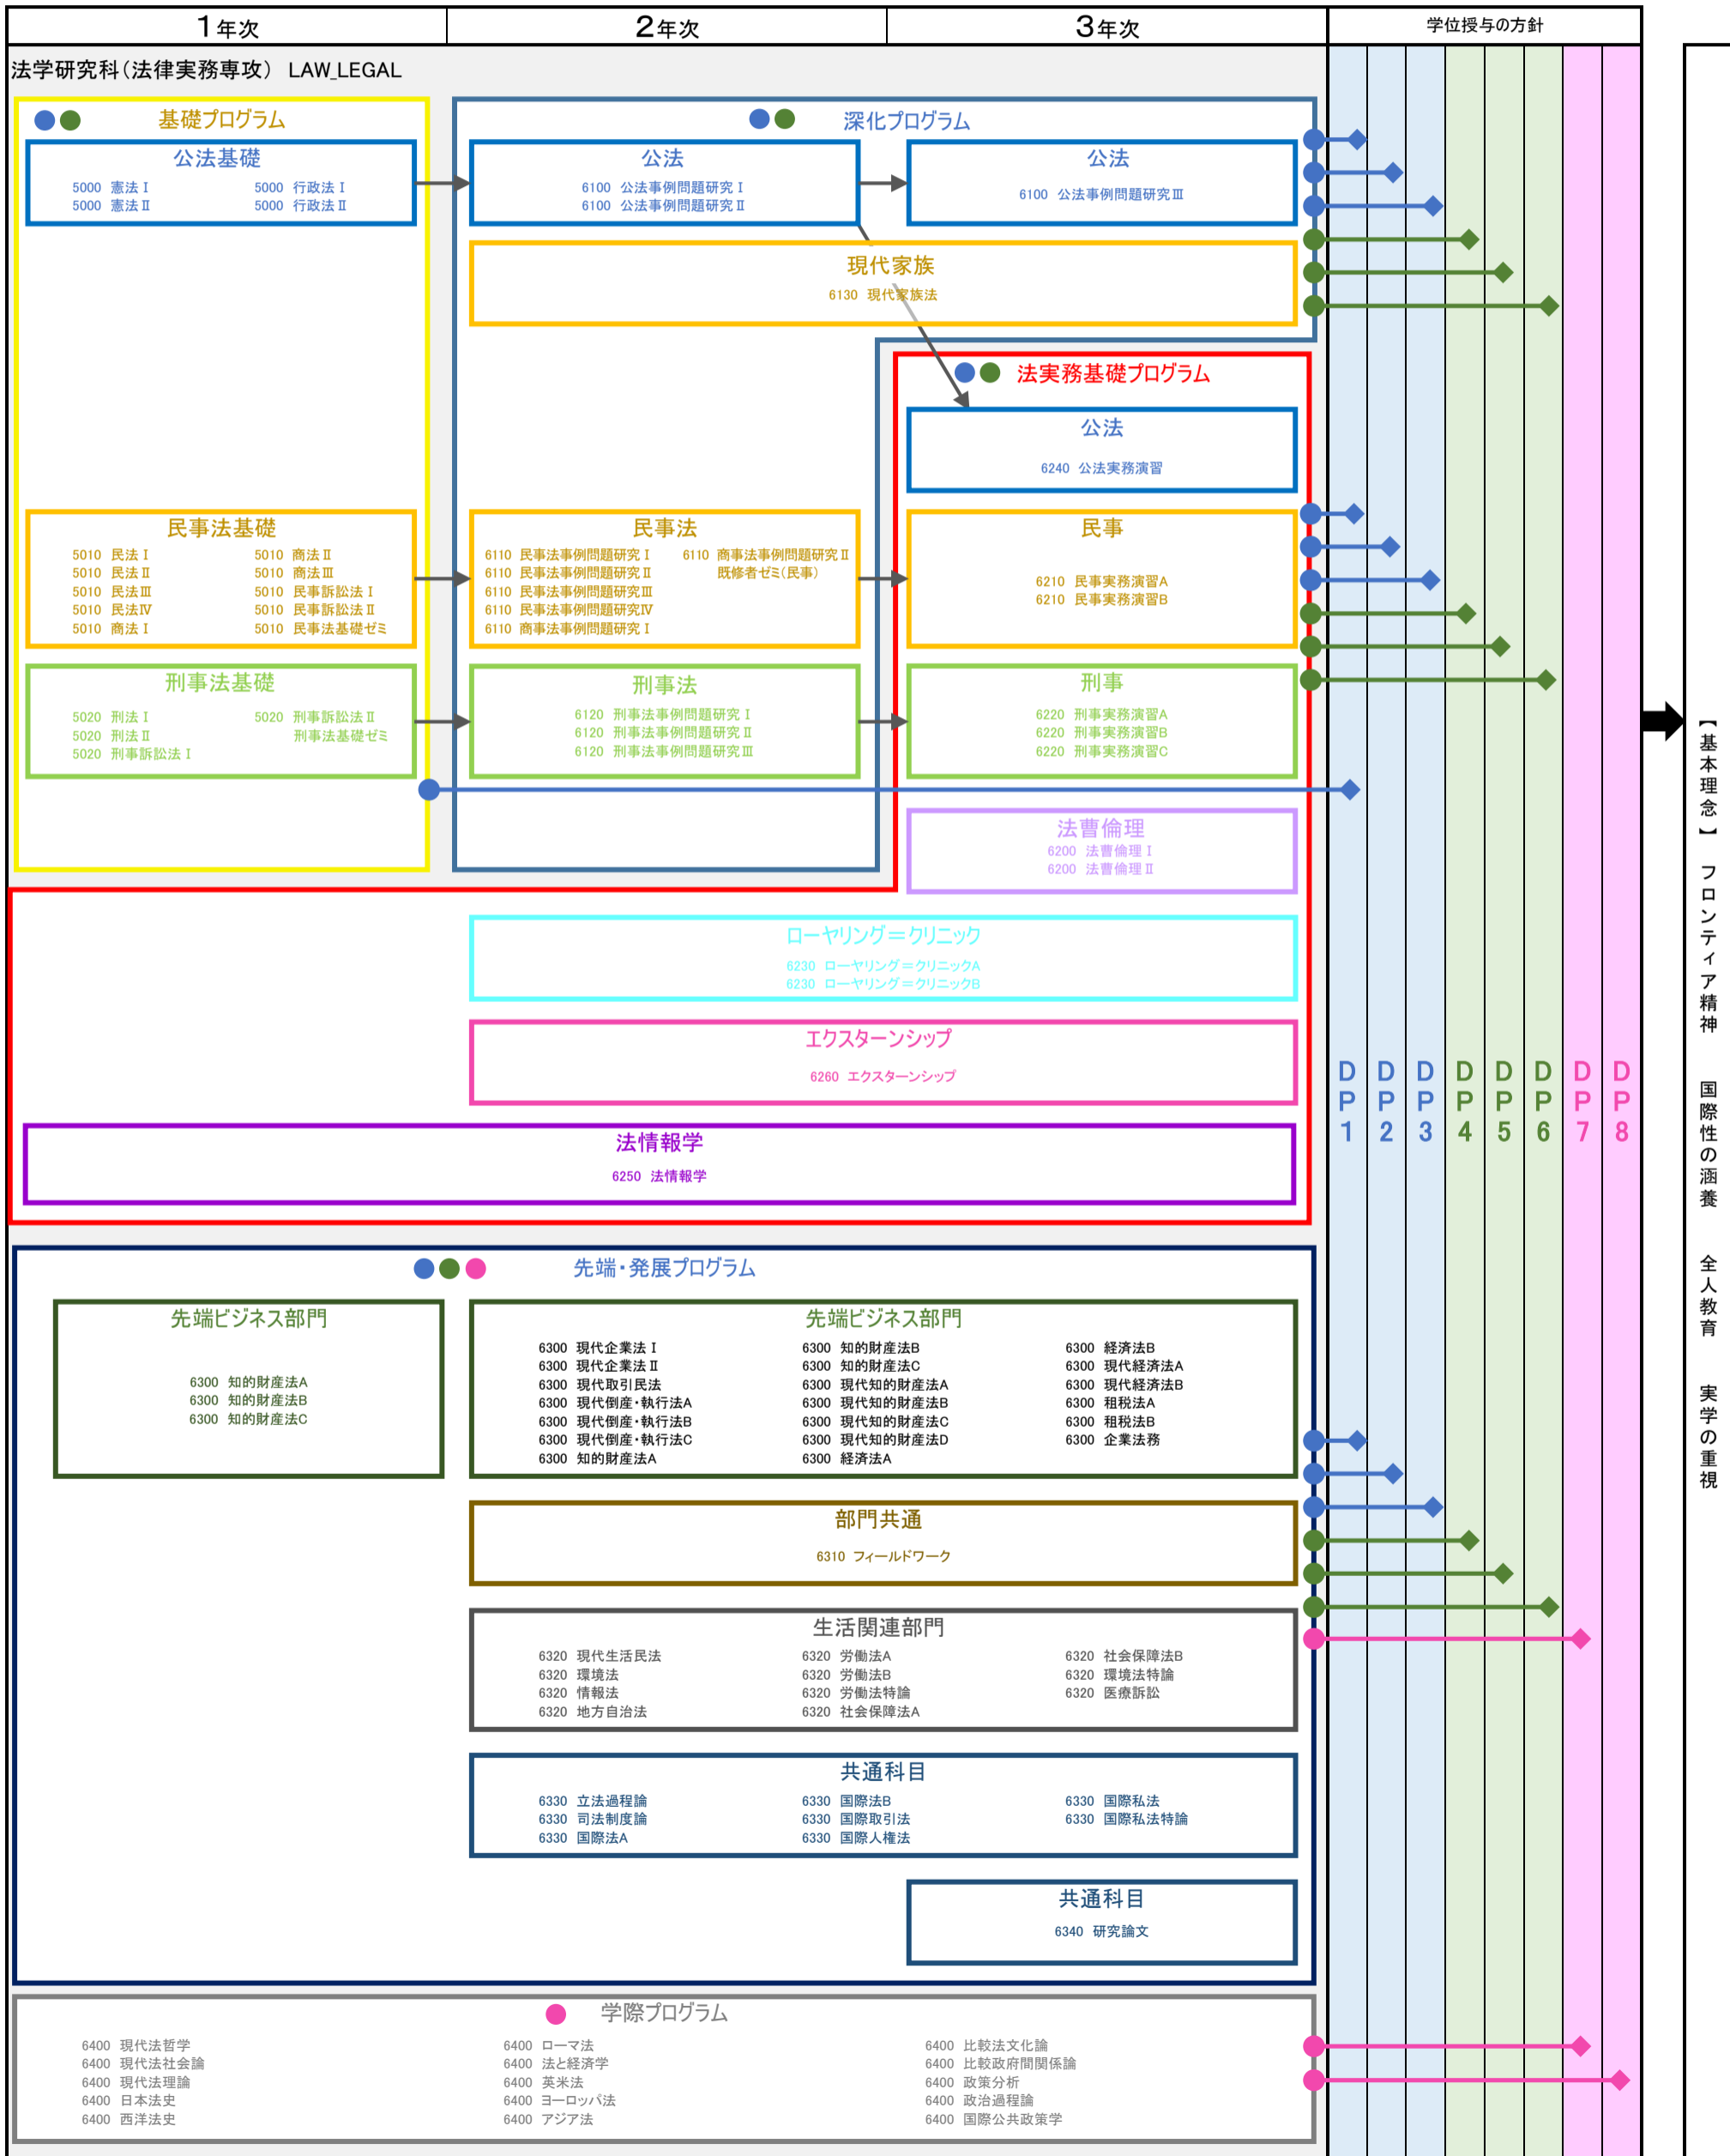 1年次
2年次
3年次
学位授与の方針
法学研究科（法律実務専攻） LAW_LEGAL
基礎プログラム
公法基礎
5000 憲法Ⅰ
5000 憲法Ⅱ
5000 行政法Ⅰ
5000 行政法Ⅱ
深化プログラム
公法
6100 公法事例問題研究Ⅰ
6100 公法事例問題研究Ⅱ
公法
6100 公法事例問題研究Ⅲ
現代家族
6130 現代家族法
法実務基礎プログラム
公法
6240 公法実務演習
民事法基礎
5010 民法Ⅰ
5010 民法Ⅱ
5010 民法Ⅲ
5010 民法Ⅳ
5010 商法Ⅰ
5010 商法Ⅱ
5010 商法Ⅲ
5010 民事訴訟法Ⅰ
5010 民事訴訟法Ⅱ
5010 民事法基礎ゼミ
民事法
6110 民事法事例問題研究Ⅰ
6110 民事法事例問題研究Ⅱ
6110 民事法事例問題研究Ⅲ
6110 民事法事例問題研究Ⅳ
6110 商事法事例問題研究Ⅰ
6110 商事法事例問題研究Ⅱ
既修者ゼミ（民事）
民事
6210 民事実務演習A
6210 民事実務演習B
刑事法基礎
5020 刑法Ⅰ
5020 刑法Ⅱ
5020 刑事訴訟法Ⅰ
5020 刑事訴訟法Ⅱ
刑事法基礎ゼミ
刑事法
6120 刑事法事例問題研究Ⅰ
6120 刑事法事例問題研究Ⅱ
6120 刑事法事例問題研究Ⅲ
刑事
6220 刑事実務演習A
6220 刑事実務演習B
6220 刑事実務演習C
法曹倫理
6200 法曹倫理Ⅰ
6200 法曹倫理Ⅱ
ローヤリング＝クリニック
6230 ローヤリング＝クリニックA
6230 ローヤリング＝クリニックB
エクスターンシップ
6260 エクスターンシップ
法情報学
6250 法情報学
先端・発展プログラム
先端ビジネス部門
6300 知的財産法A
6300 知的財産法B
6300 知的財産法C
先端ビジネス部門
6300 現代企業法Ⅰ
6300 現代企業法Ⅱ
6300 現代取引民法
6300 現代倒産・執行法A
6300 現代倒産・執行法B
6300 現代倒産・執行法C
6300 知的財産法A
6300 知的財産法B
6300 知的財産法C
6300 現代知的財産法A
6300 現代知的財産法B
6300 現代知的財産法C
6300 現代知的財産法D
6300 経済法A
6300 経済法B
6300 現代経済法A
6300 現代経済法B
6300 租税法A
6300 租税法B
6300 企業法務
部門共通
6310 フィールドワーク
生活関連部門
6320 現代生活民法
6320 環境法
6320 情報法
6320 地方自治法
6320 労働法A
6320 労働法B
6320 労働法特論
6320 社会保障法A
6320 社会保障法B
6320 環境法特論
6320 医療訴訟
共通科目
6330 立法過程論
6330 司法制度論
6330 国際法A
6330 国際法B
6330 国際取引法
6330 国際人権法
6330 国際私法
6330 国際私法特論
共通科目
6340 研究論文
学際プログラム
6400 現代法哲学
6400 現代法社会論
6400 現代法理論
6400 日本法史
6400 西洋法史
6400 ローマ法
6400 法と経済学
6400 英米法
6400 ヨーロッパ法
6400 アジア法
6400 比較法文化論
6400 比較政府間関係論
6400 政策分析
6400 政治過程論
6400 国際公共政策学
DP1
DP2
DP3
DP4
DP5
DP6
DP7
DP8
【基本理念】 フロンティア精神 国際性の涵養 全人教育 実学の重視